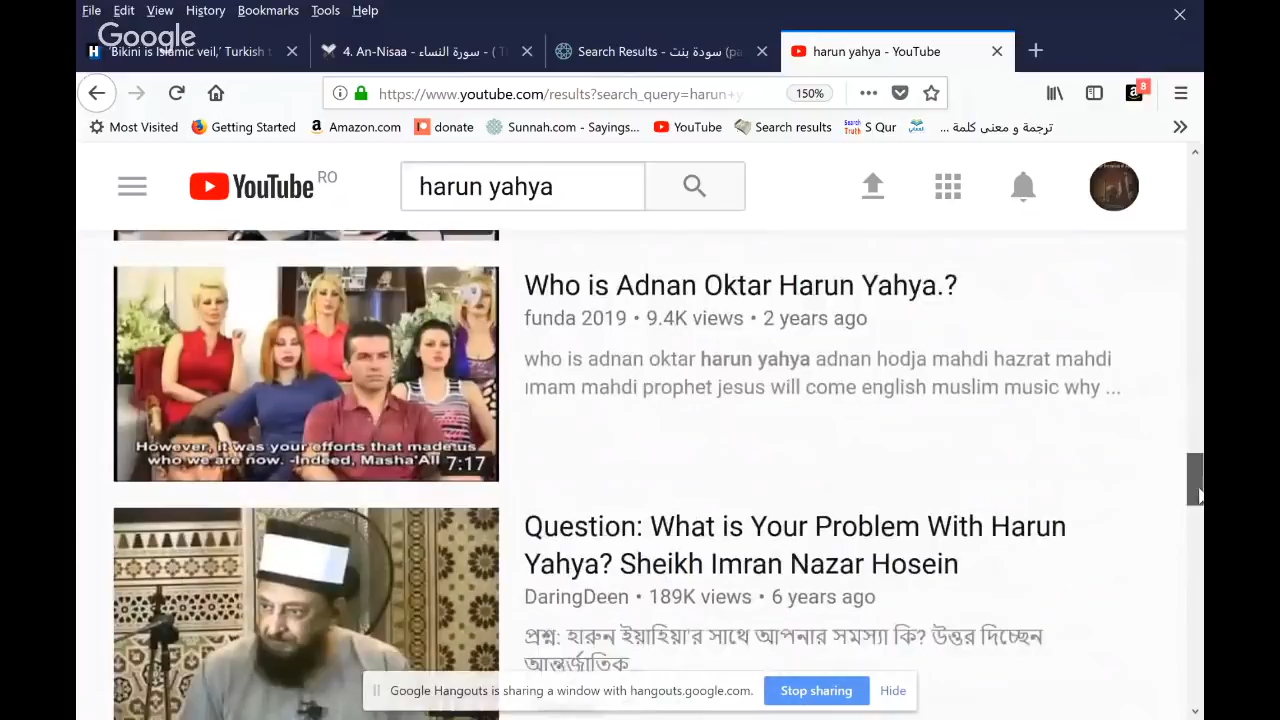 File Edit View History Bookmarks Tools Help
Google
'Bikini is Islamic veil,' Turkish t
4. An-Nisaa - سورة النساء - ( T
Search Results - سودة بنت (pa
harun yahya - YouTube
https://www.youtube.com/results?search_query=harun+y
150%
8
Most Visited Getting Started Amazon.com donate Sunnah.com - Sayings,... YouTube Search results S Qur ترجمة و معنى كلمة ...
YouTube RO
harun yahya
Who is Adnan Oktar Harun Yahya.?
funda 2019 • 9.4K views • 2 years ago
who is adnan oktar harun yahya adnan hodja mahdi hazrat mahdi
ımam mahdi prophet jesus will come english muslim music why ...
However, it was your efforts that made us
who we are now. -Indeed, Masha'All
7:17
Question: What is Your Problem With Harun
Yahya? Sheikh Imran Nazar Hosein
DaringDeen • 189K views • 6 years ago
প্রশ্ন: হারুন ইয়াহিয়া'র সাথে আপনার সমস্যা কি? উত্তর দিচ্ছেন
আন্তর্জাতিক
Google Hangouts is sharing a window with hangouts.google.com.
Stop sharing
Hide